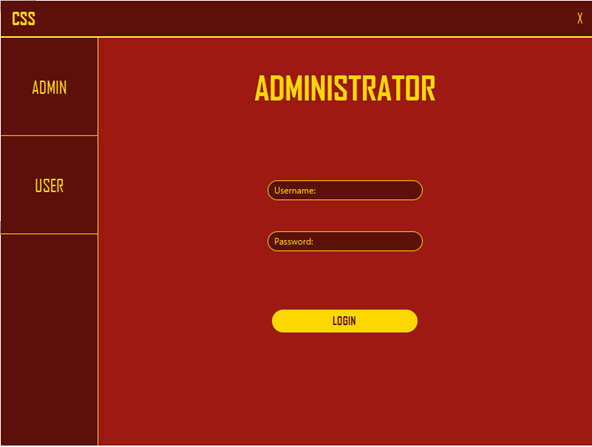 CSS
X
ADMIN
USER
ADMINISTRATOR
Username:
Password:
LOGIN